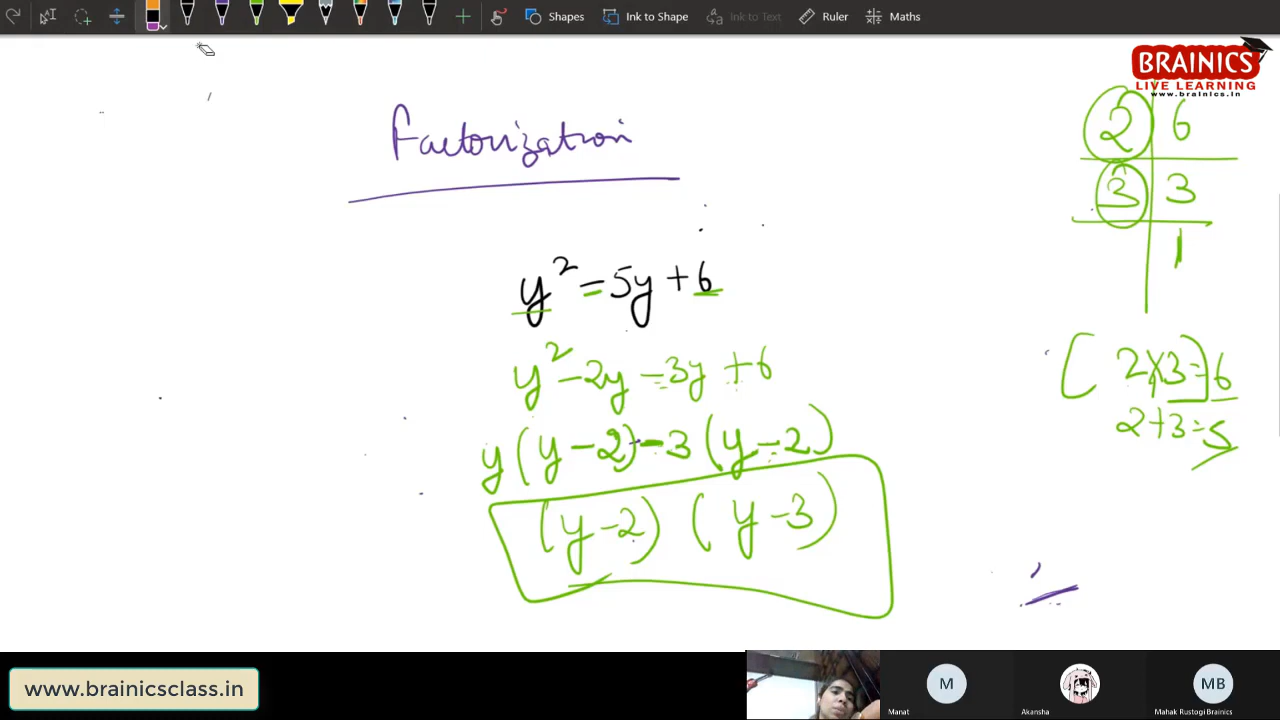 Shapes Ink to Shape Ink to Text Ruler Maths
BRAINICS
LIVE LEARNING
www.brainics.in
Factorization
2 6
3 3
1
y² = 5y + 6
y² - 2y - 3y + 6
y(y - 2) - 3(y - 2)
(y - 2) (y - 3)
(2 x 3 = 6
2 + 3 = 5
www.brainicsclass.in
M
MB
Manat
Akansha
Mahak Rustogi Brainics